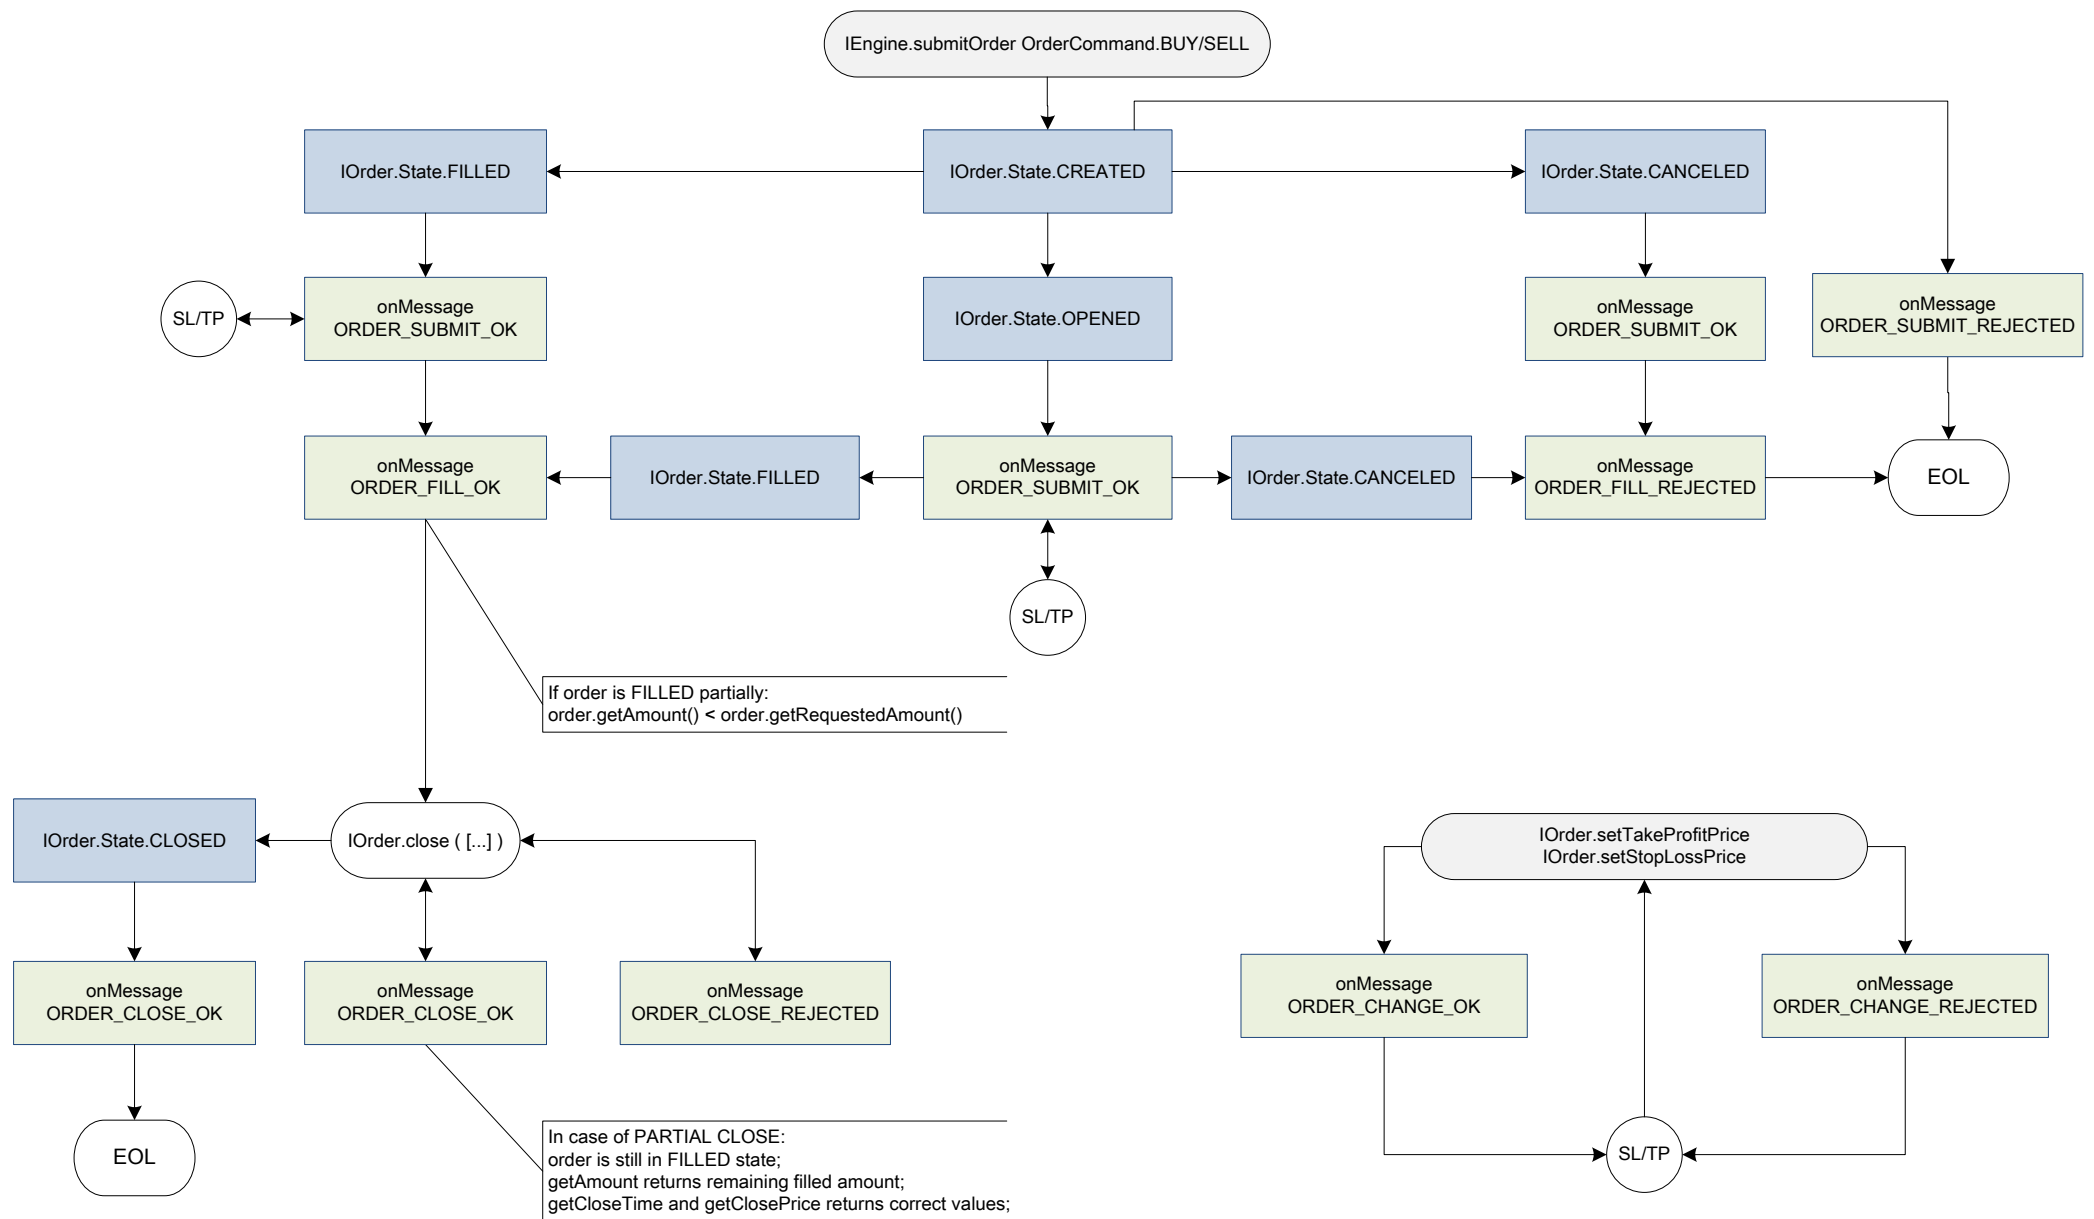 IEngine.submitOrder OrderCommand.BUY/SELL
IOrder.State.FILLED
IOrder.State.CREATED
IOrder.State.CANCELED
SL/TP
onMessage
ORDER_SUBMIT_OK
IOrder.State.OPENED
onMessage
ORDER_SUBMIT_OK
onMessage
ORDER_SUBMIT_REJECTED
onMessage
ORDER_FILL_OK
IOrder.State.FILLED
onMessage
ORDER_SUBMIT_OK
IOrder.State.CANCELED
onMessage
ORDER_FILL_REJECTED
EOL
SL/TP
If order is FILLED partially:
order.getAmount() < order.getRequestedAmount()
IOrder.State.CLOSED
IOrder.close ( [...] )
IOrder.setTakeProfitPrice
IOrder.setStopLossPrice
onMessage
ORDER_CLOSE_OK
onMessage
ORDER_CLOSE_OK
onMessage
ORDER_CLOSE_REJECTED
onMessage
ORDER_CHANGE_OK
onMessage
ORDER_CHANGE_REJECTED
EOL
In case of PARTIAL CLOSE:
order is still in FILLED state;
getAmount returns remaining filled amount;
getCloseTime and getClosePrice returns correct values;
SL/TP